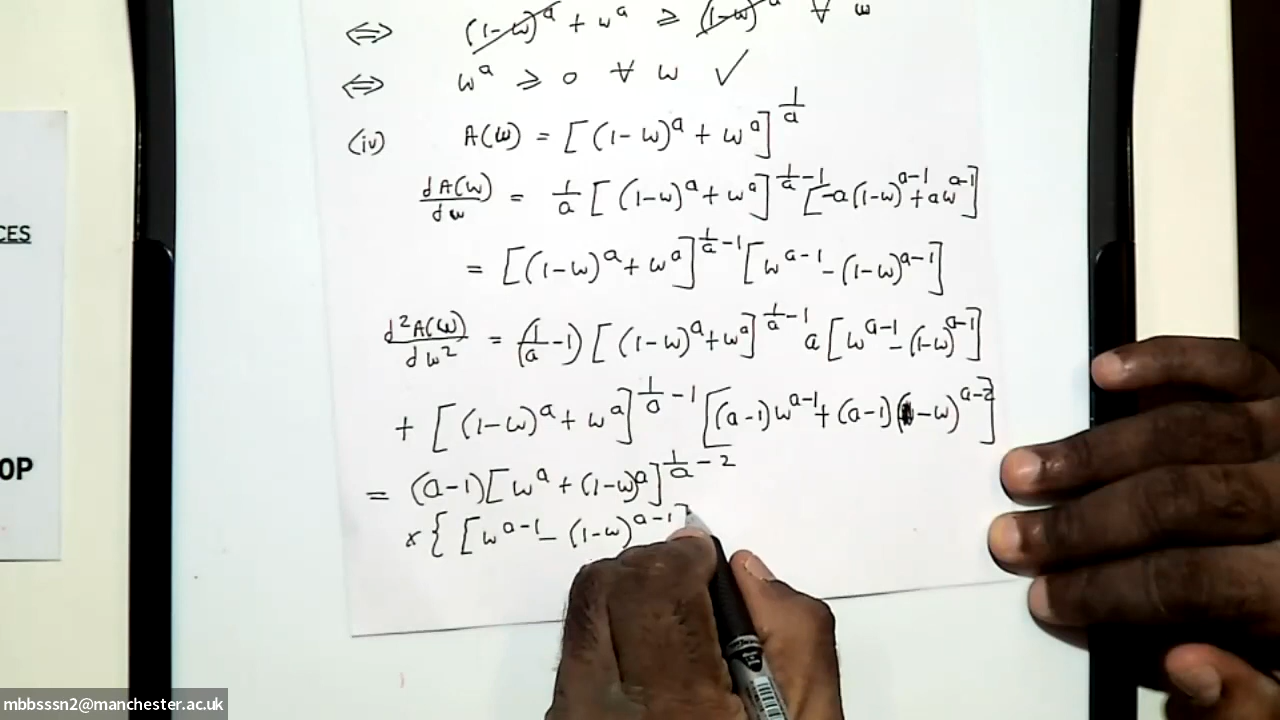 ⇔ (1-w)^a + w^a ≥ (1-w)^a ∀ w
⇔ w^a ≥ 0 ∀ w ✓
(iv) A(w) = [(1-w)^a + w^a]^{1/a}
dA(w)/dw = 1/a [(1-w)^a + w^a]^{1/a - 1} [-a(1-w)^{a-1} + aw^{a-1}]
= [(1-w)^a + w^a]^{1/a - 1} [w^{a-1} - (1-w)^{a-1}]
d²A(w)/dw² = (1/a - 1) [(1-w)^a + w^a]^{1/a - 1} a [w^{a-1} - (1-w)^{a-1}]
+ [(1-w)^a + w^a]^{1/a - 1} [(a-1)w^{a-1} + (a-1)(1-w)^{a-2}]
= (a-1)[w^a + (1-w)^a]^{1/a - 2}
× { [w^{a-1} - (1-w)^{a-1}]
CES
OP
mbbsssn2@manchester.ac.uk